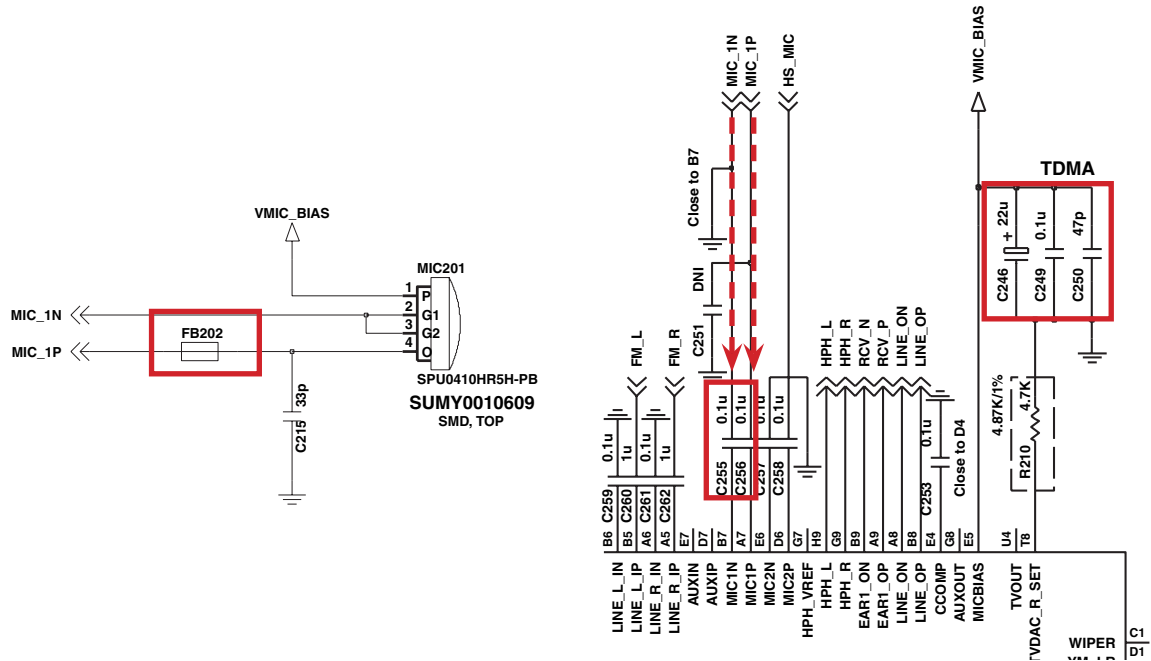 VMIC_BIAS
MIC201
1
P
MIC_1N
2
G1
3
G2
FB202
MIC_1P
4
O
SPU0410HR5H-PB
SUMY0010609
SMD, TOP
33p
C215
MIC_1N
MIC_1P
HS_MIC
VMIC_BIAS
TDMA
Close to B7
+ 22u
0.1u
47p
C246
C249
C250
DNI
C251
FM_L
FM_R
HPH_L
HPH_R
RCV_N
RCV_P
LINE_ON
LINE_OP
0.1u
1u
0.1u
1u
0.1u
0.1u
0.1u
0.1u
0.1u
4.87K/1%
4.7K
C259
C260
C261
C262
C255
C256
C257
C258
C253
Close to D4
R210
B6
B5
A6
A5
E7
D7
B7
A7
E6
D6
G7
H9
G9
B9
A9
A8
B8
E4
G8
E5
U4
T8
LINE_L_IN
LINE_L_IP
LINE_R_IN
LINE_R_IP
AUXIN
AUXIP
MIC1N
MIC1P
MIC2N
MIC2P
HPH_VREF
HPH_L
HPH_R
EAR1_ON
EAR1_OP
LINE_ON
LINE_OP
CCOMP
AUXOUT
MICBIAS
TVOUT
TVDAC_R_SET
WIPER
C1
D1